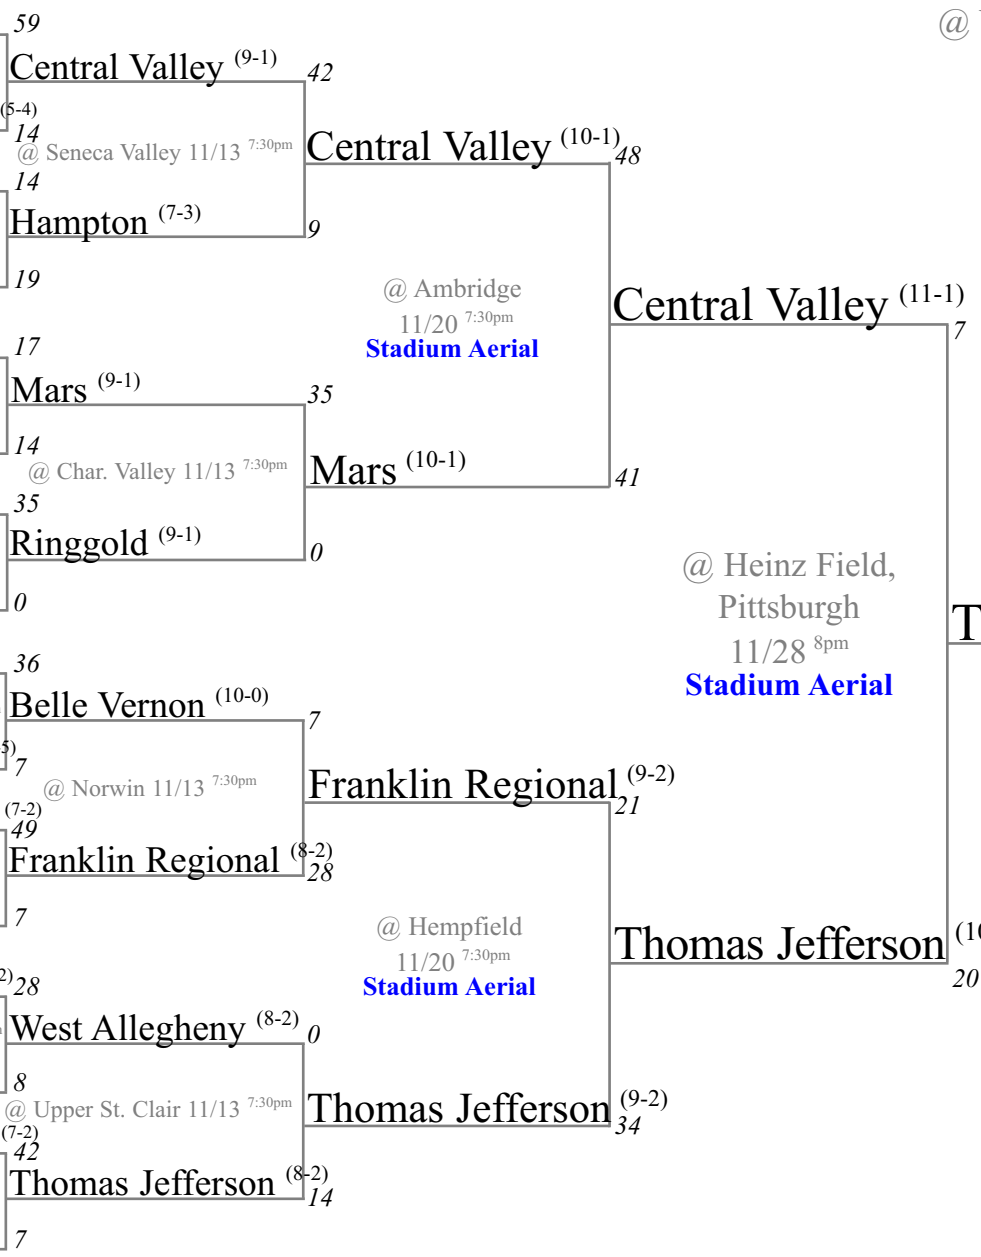 59
@
Central Valley (9-1)
42
(5-4)
14
@ Seneca Valley 11/13 7:30pm
Central Valley (10-1)
48
14
Hampton (7-3)
9
19
@ Ambridge
11/20 7:30pm
Stadium Aerial
Central Valley (11-1)
7
17
Mars (9-1)
35
14
@ Char. Valley 11/13 7:30pm
Mars (10-1)
41
35
Ringgold (9-1)
0
0
@ Heinz Field,
Pittsburgh
11/28 8pm
Stadium Aerial
T
36
Belle Vernon (10-0)
7
5)
7
@ Norwin 11/13 7:30pm
Franklin Regional (9-2)
21
(7-2)
49
Franklin Regional (8-2)
28
7
@ Hempfield
11/20 7:30pm
Stadium Aerial
Thomas Jefferson (10
20
2)
28
West Allegheny (8-2)
0
8
@ Upper St. Clair 11/13 7:30pm
Thomas Jefferson (9-2)
34
(7-2)
42
Thomas Jefferson (8-2)
14
7